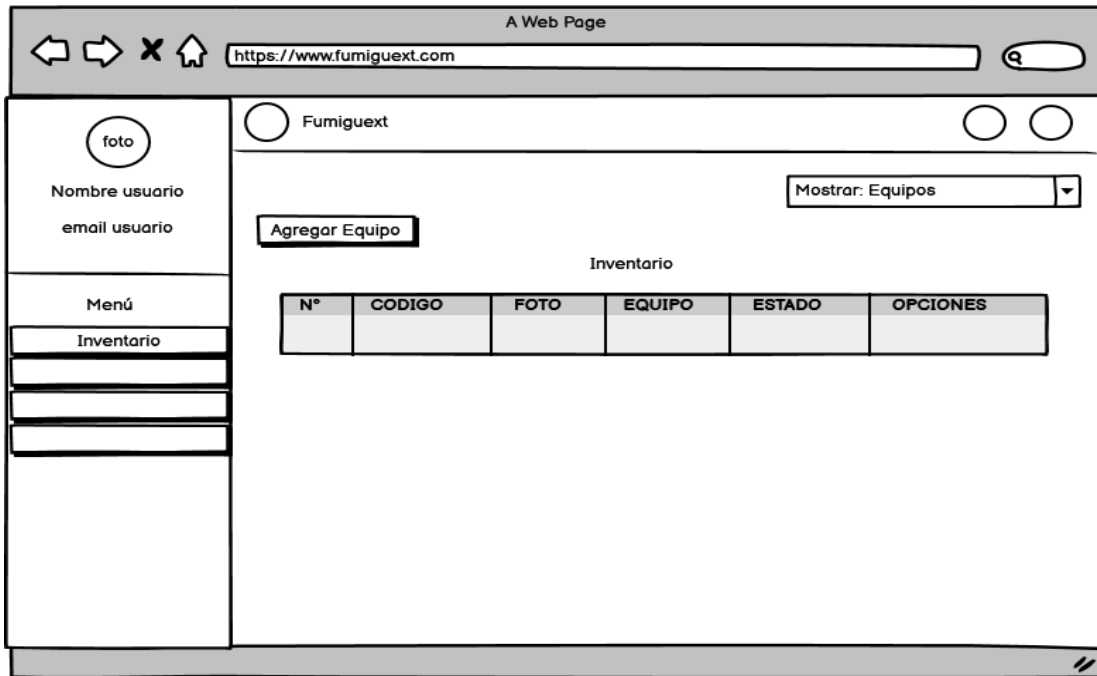 A Web Page
https://www.fumiguext.com
foto
Nombre usuario
email usuario
Menú
Inventario
Fumiguext
Mostrar: Equipos
Agregar Equipo
Inventario
N° CODIGO FOTO EQUIPO ESTADO OPCIONES